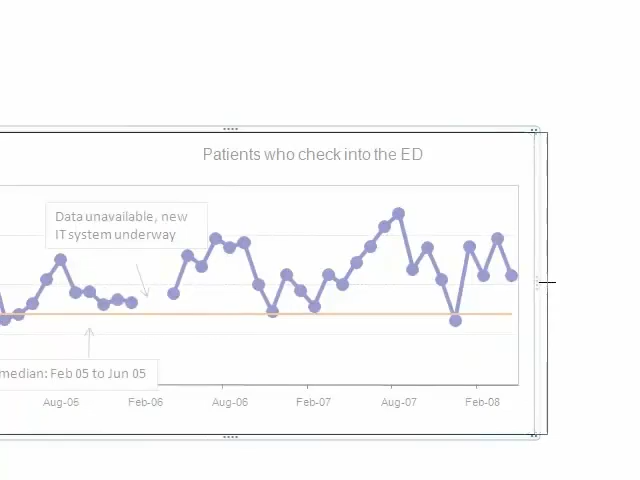 Patients who check into the ED
Data unavailable, new
IT system underway
median: Feb 05 to Jun 05
Aug-05 Feb-06 Aug-06 Feb-07 Aug-07 Feb-08